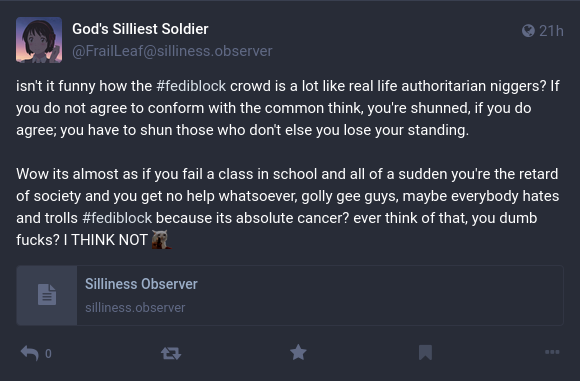 God's Silliest Soldier
21h
@FrailLeaf@silliness.observer
isn't it funny how the #fediblock crowd is a lot like real life authoritarian niggers? If
you do not agree to conform with the common think, you're shunned, if you do
agree; you have to shun those who don't else you lose your standing.
Wow its almost as if you fail a class in school and all of a sudden you're the retard
of society and you get no help whatsoever, golly gee guys, maybe everybody hates
and trolls #fediblock because its absolute cancer? ever think of that, you dumb
fucks? I THINK NOT
Silliness Observer
silliness.observer
0